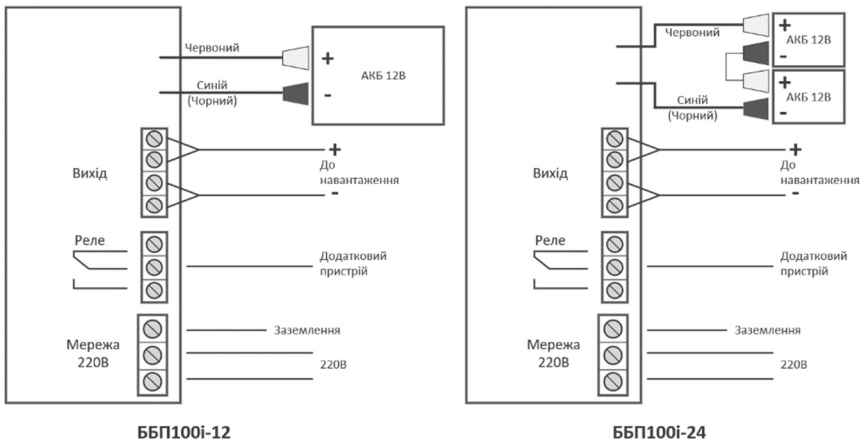 Червоний
+
АКБ 12В
Синій
(Чорний)
-
Вихід
+
До
навантаження
-
Реле
Додатковий
пристрій
Мережа
220В
Заземлення
220В
ББП100і-12
Червоний
+
-
АКБ 12В
+
-
АКБ 12В
Синій
(Чорний)
Вихід
+
До
навантаження
-
Реле
Додатковий
пристрій
Мережа
220В
Заземлення
220В
ББП100і-24